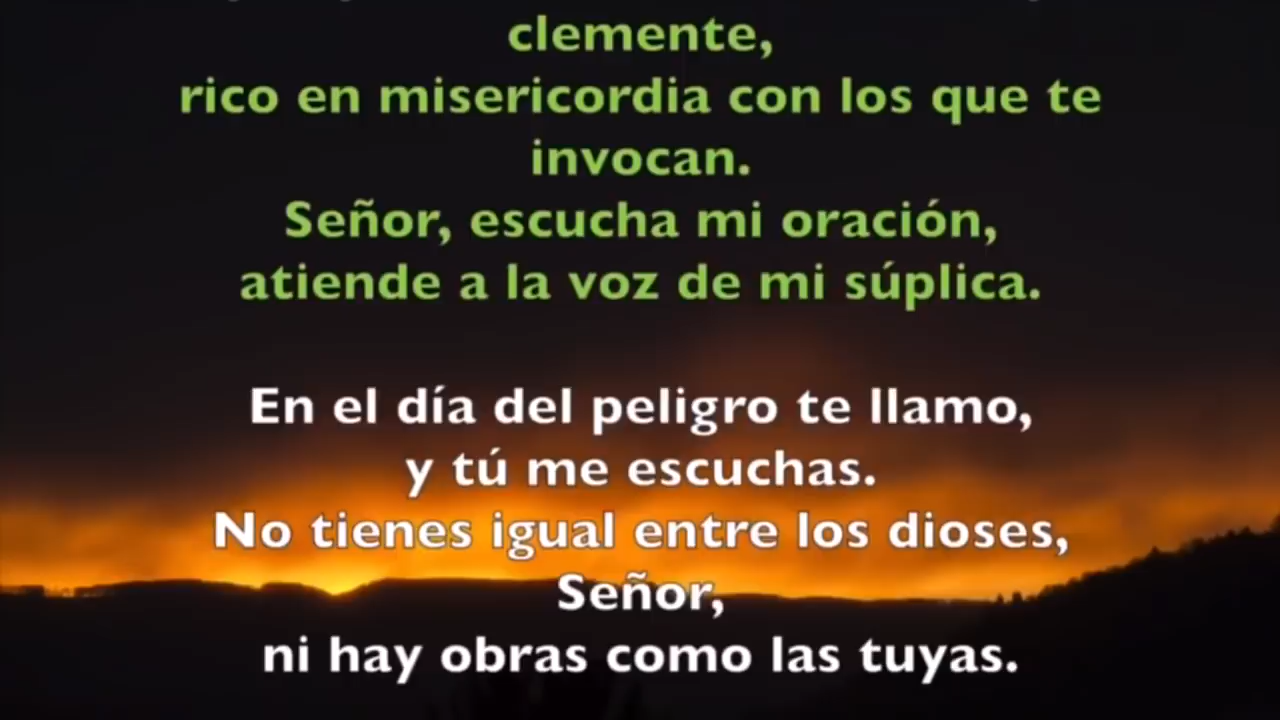 clemente,
rico en misericordia con los que te
invocan.
Señor, escucha mi oración,
atiende a la voz de mi súplica.
En el día del peligro te llamo,
y tú me escuchas.
No tienes igual entre los dioses,
Señor,
ni hay obras como las tuyas.